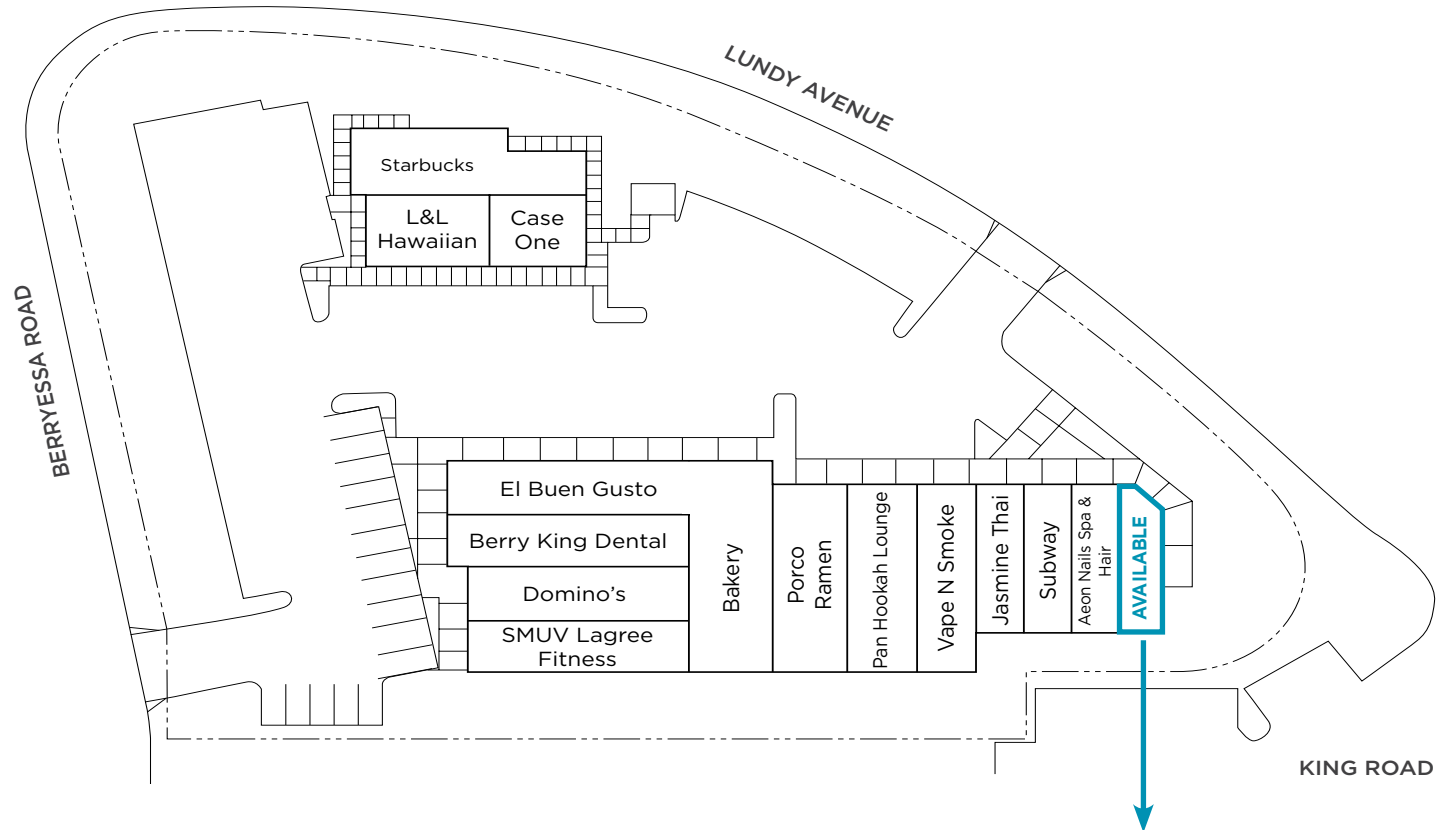 LUNDY AVENUE
Starbucks
L&L
Hawaiian
Case
One
BERRYESSA ROAD
El Buen Gusto
Berry King Dental
Domino's
SMUV Lagree
Fitness
Bakery
Porco
Ramen
Pan Hookah Lounge
Vape N Smoke
Jasmine Thai
Subway
Aeon Nails Spa &
Hair
AVAILABLE
KING ROAD